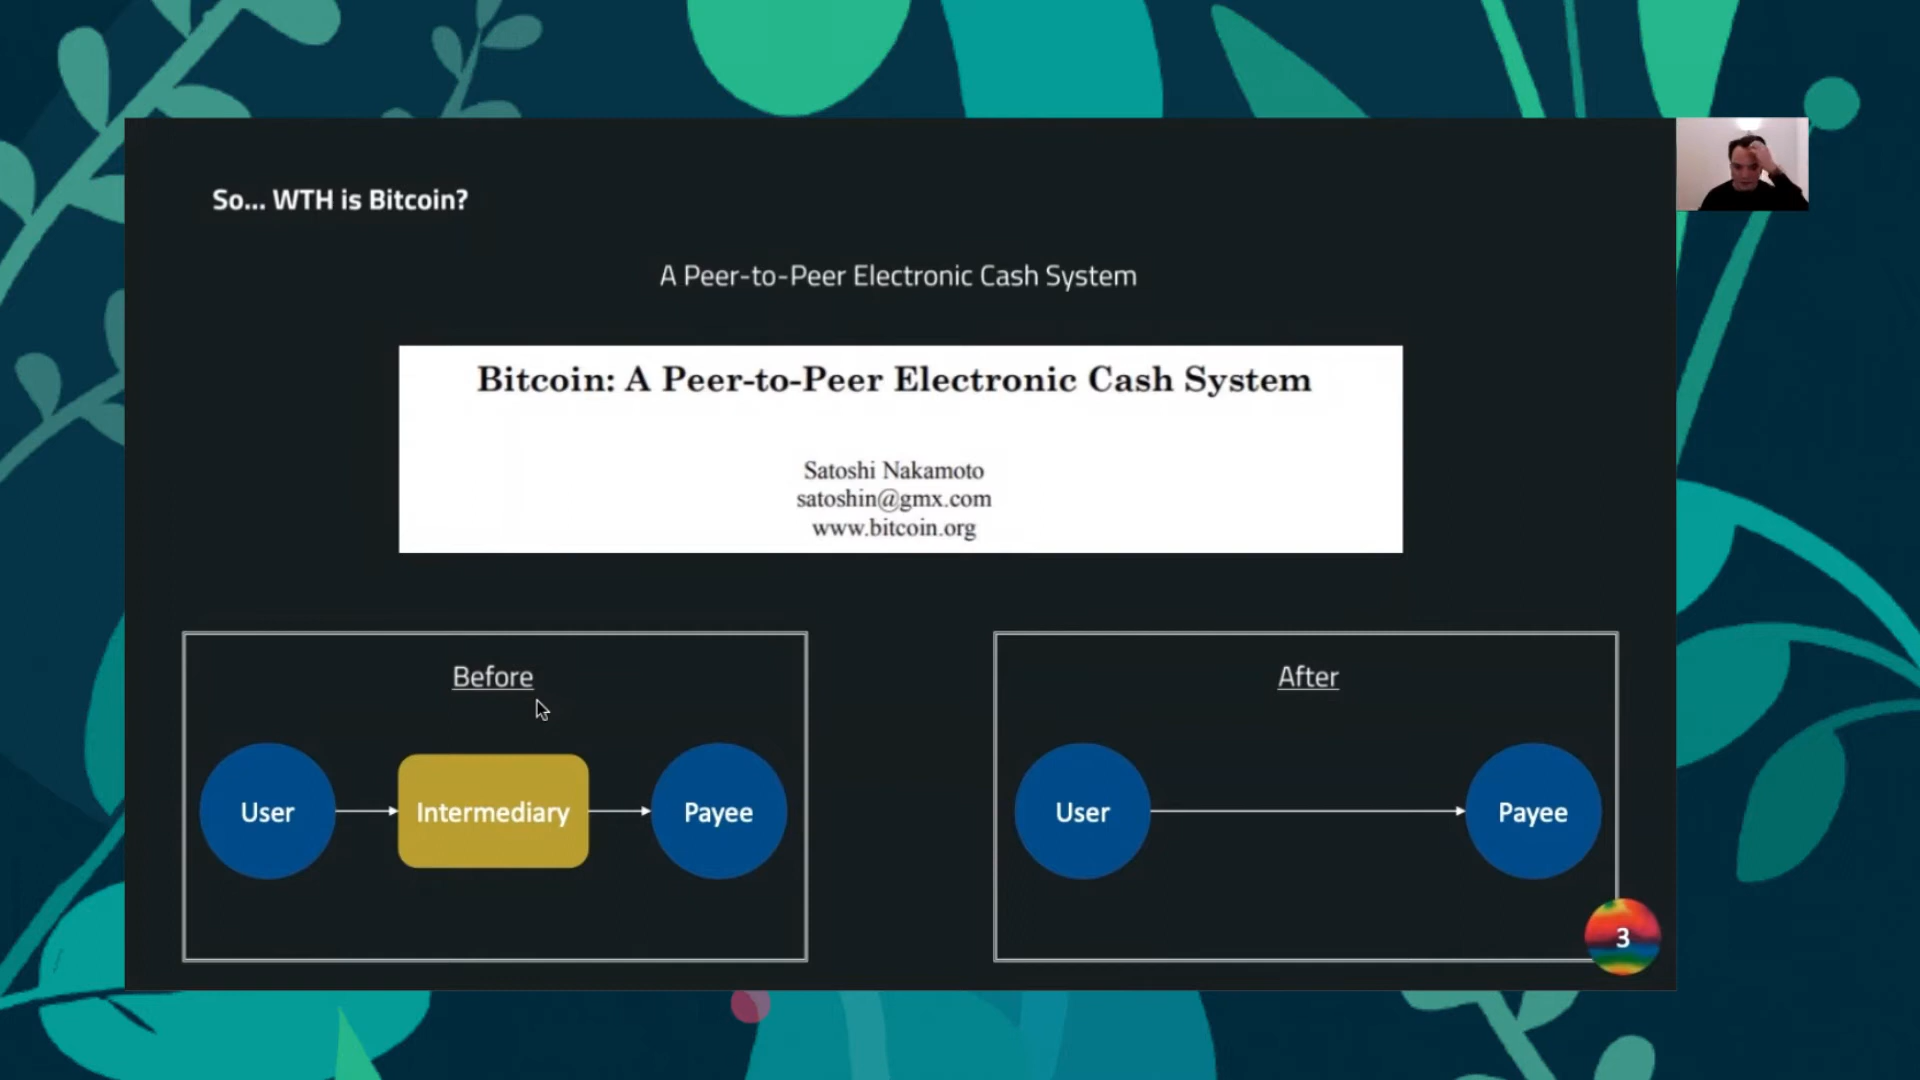 So... WTH is Bitcoin?
A Peer-to-Peer Electronic Cash System
Bitcoin: A Peer-to-Peer Electronic Cash System
Satoshi Nakamoto
satoshin@gmx.com
www.bitcoin.org
Before
User
Intermediary
Payee
After
User
Payee
3